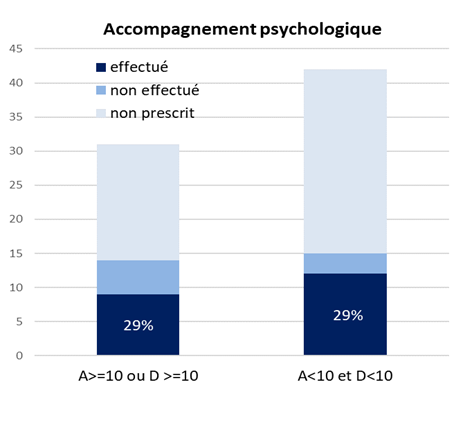 Accompagnement psychologique
45
40
35
30
25
20
15
10
5
0
effectué
non effectué
non prescrit
29%
29%
A>=10 ou D >=10
A<10 et D<10